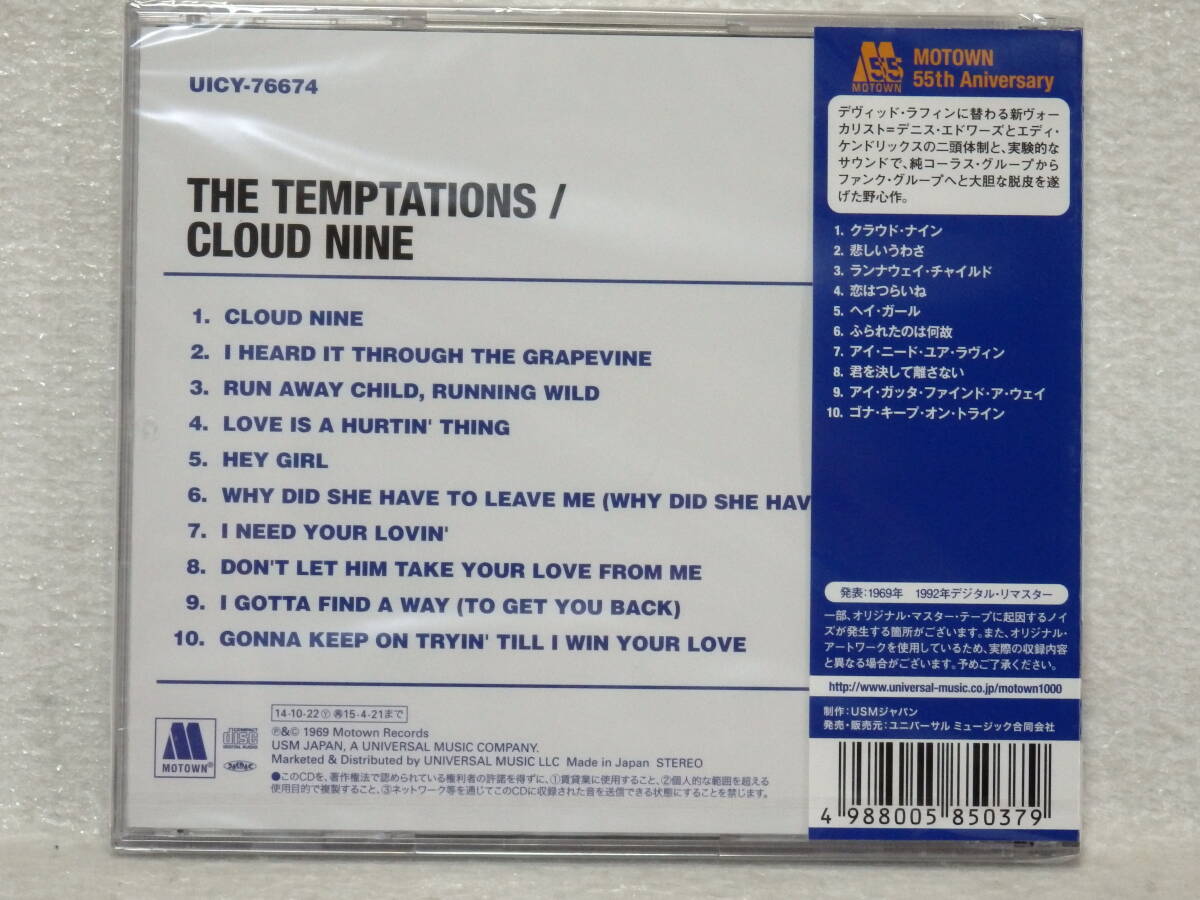 UICY-76674
THE TEMPTATIONS /
CLOUD NINE
1. CLOUD NINE
2. I HEARD IT THROUGH THE GRAPEVINE
3. RUN AWAY CHILD, RUNNING WILD
4. LOVE IS A HURTIN' THING
5. HEY GIRL
6. WHY DID SHE HAVE TO LEAVE ME (WHY DID SHE HAV
7. I NEED YOUR LOVIN'
8. DON'T LET HIM TAKE YOUR LOVE FROM ME
9. I GOTTA FIND A WAY (TO GET YOU BACK)
10. GONNA KEEP ON TRYIN' TILL I WIN YOUR LOVE
MOTOWN®
disc
DIGITAL AUDIO
14·10·22Ⓨ㊕15·4·21まで
Ⓟ&© 1969 Motown Records
USM JAPAN, A UNIVERSAL MUSIC COMPANY.
Marketed & Distributed by UNIVERSAL MUSIC LLC Made in Japan STEREO
●このCDを、著作権法で認められている権利者の許諾を得ずに、①賃貸業に使用すること、②個人的な範囲を超える
使用目的で複製すること、③ネットワーク等を通じてこのCDに収録された音を送信できる状態にすることを禁じます。
55
MOTOWN
MOTOWN
55th Aniversary
デヴィッド・ラフィンに替わる新ヴォー
カリスト=デニス・エドワーズとエディ・
ケンドリックスの二頭体制と、実験的な
サウンドで、純コーラス・グループから
ファンク・グループへと大胆な脱皮を遂
げた野心作。
1. クラウド・ナイン
2. 悲しいうわさ
3. ランナウェイ・チャイルド
4. 恋はつらいね
5. ヘイ・ガール
6. ふられたのは何故
7. アイ・ニード・ユア・ラヴィン
8. 君を決して離さない
9. アイ・ガッタ・ファインド・ア・ウェイ
10. ゴナ・キープ・オン・トライン
発表:1969年 1992年デジタル・リマスター
一部、オリジナル・マスター・テープに起因するノイ
ズが発生する箇所がございます。また、オリジナル・
アートワークを使用しているため、実際の収録内容
と異なる場合がございます。予めご了承ください。
http://www.universal-music.co.jp/motown1000
制作:USMジャパン
発売・販売元:ユニバーサル ミュージック合同会社
4 988005 850379